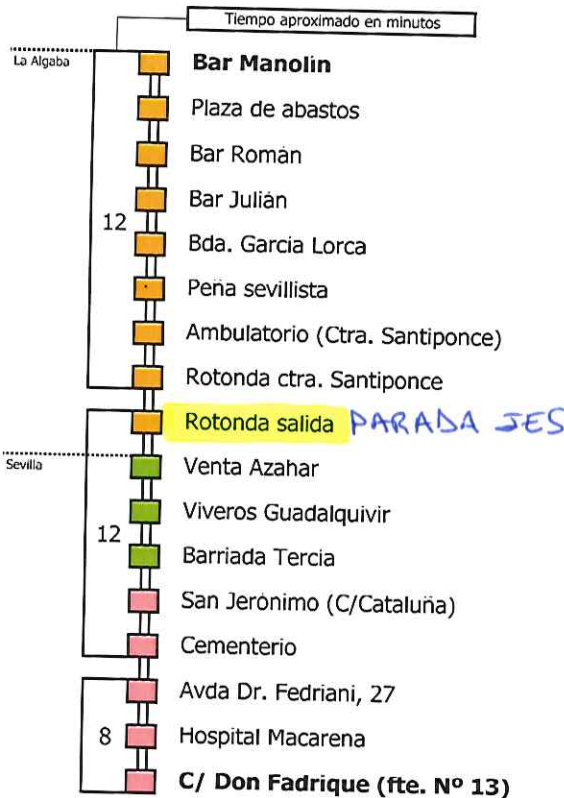 Tiempo aproximado en minutos
La Algaba
Bar Manolin
Plaza de abastos
Bar Román
Bar Julián
12
Bda. Garcia Lorca
Peña sevillista
Ambulatorio (Ctra. Santiponce)
Rotonda ctra. Santiponce
Rotonda salida PARADA JES
Sevilla
Venta Azahar
Viveros Guadalquivir
12
Barriada Tercia
San Jerónimo (C/Cataluña)
Cementerio
Avda Dr. Fedriani, 27
8
Hospital Macarena
C/ Don Fadrique (fte. Nº 13)